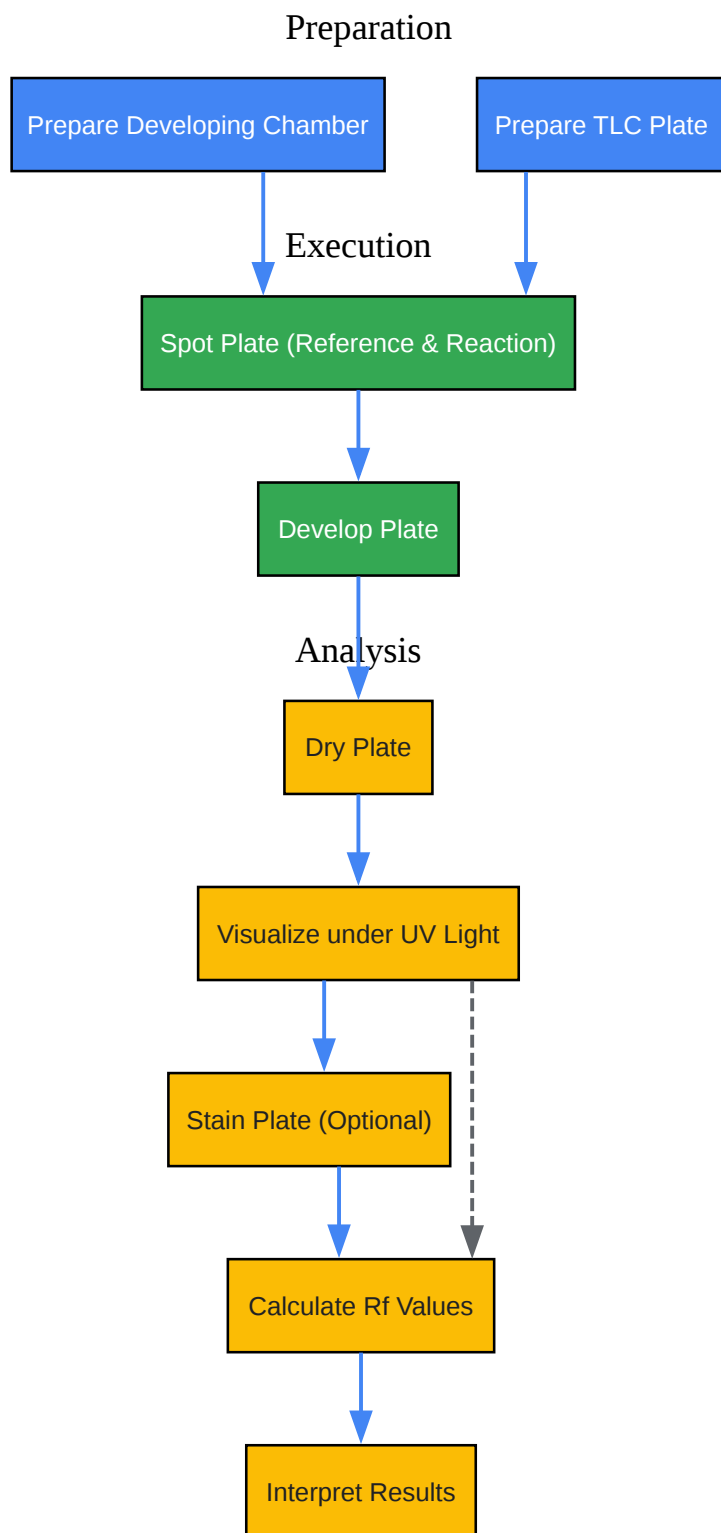 Preparation
Prepare Developing Chamber
Prepare TLC Plate
Execution
Spot Plate (Reference & Reaction)
Develop Plate
Analysis
Dry Plate
Visualize under UV Light
Stain Plate (Optional)
Calculate Rf Values
Interpret Results